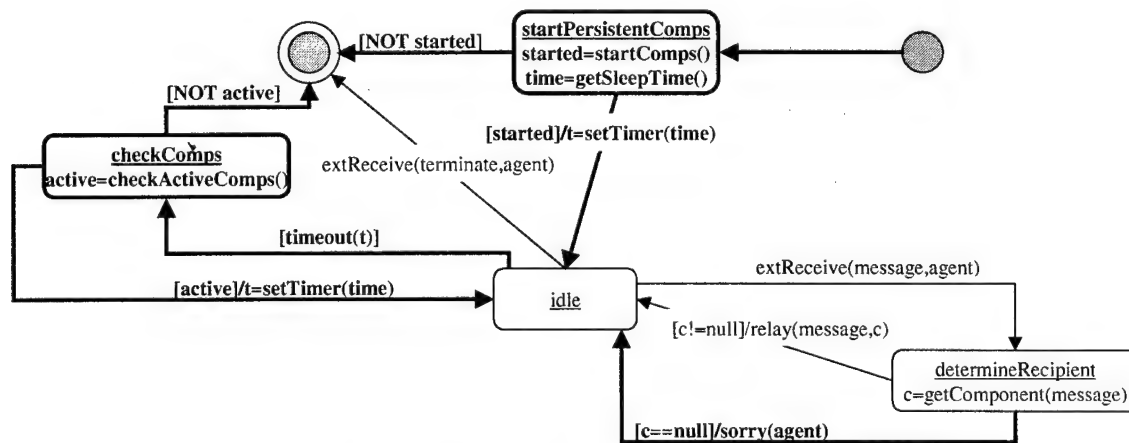 startPersistentComps
[NOT started]
started=startComps()
time=getSleepTime()
[NOT active]
[started]/t=setTimer(time)
checkComps
extReceive(terminate,agent)
active=checkActiveComps()
[timeout(t)]
extReceive(message,agent)
[active]/t=setTimer(time)
idle
[c!=null]/relay(message,c)
determineRecipient
c=getComponent(message)
[c==null]/sorry(agent)